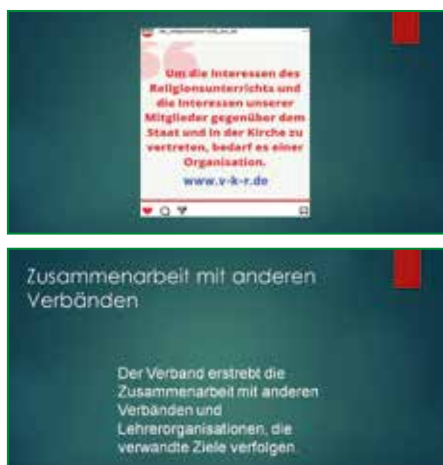 Um die Interessen des
Religionsunterrichts und
die Interessen unserer
Mitglieder gegenüber dem
Staat und in der Kirche zu
vertreten, bedarf es einer
Organisation.
www.v-k-r.de
Zusammenarbeit mit anderen
Verbänden
Der Verband erstrebt die
Zusammenarbeit mit anderen
Verbänden und
Lehrerorganisationen, die
verwandte Ziele verfolgen.